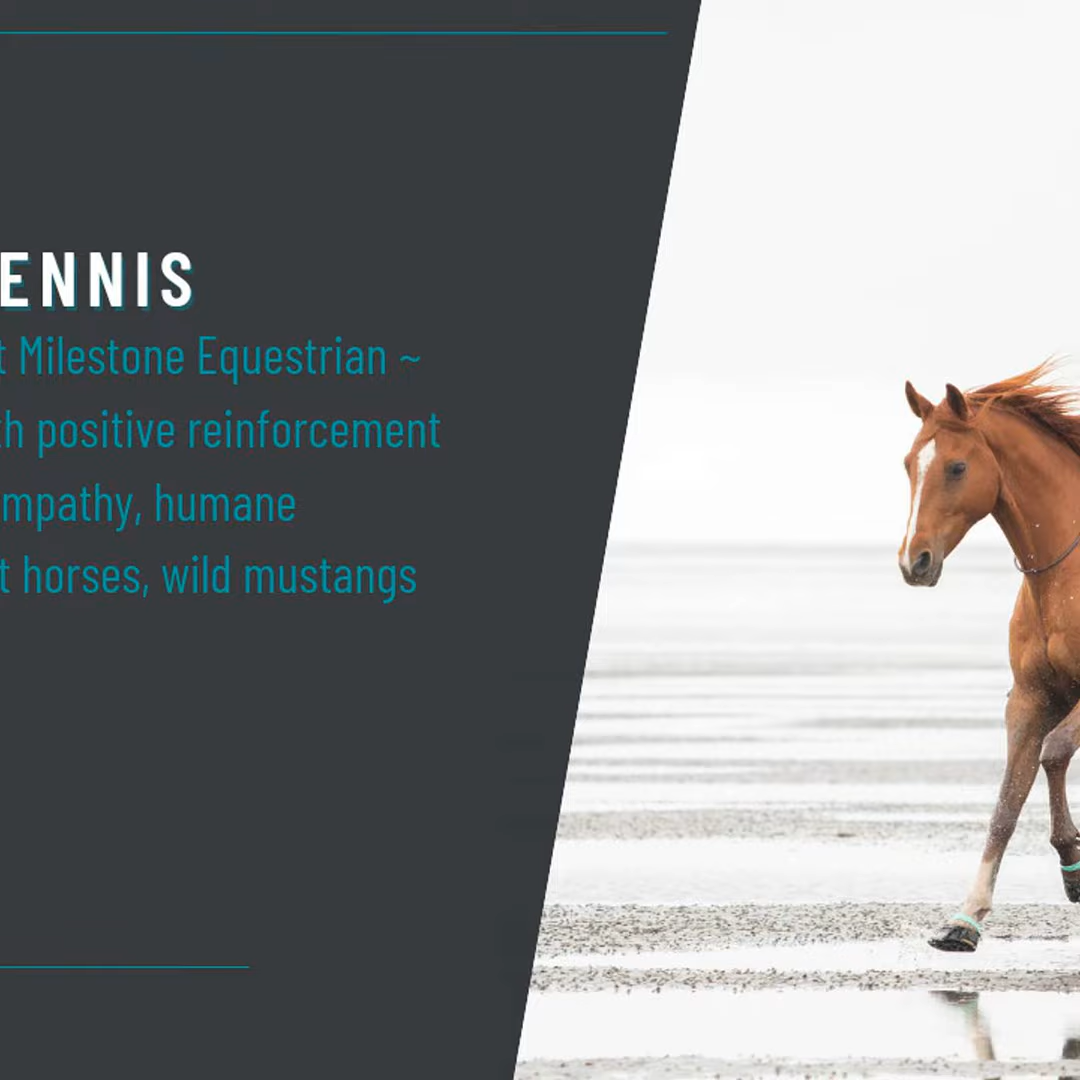 ENNIS
t Milestone Equestrian ~
th positive reinforcement
mpathy, humane
t horses, wild mustangs